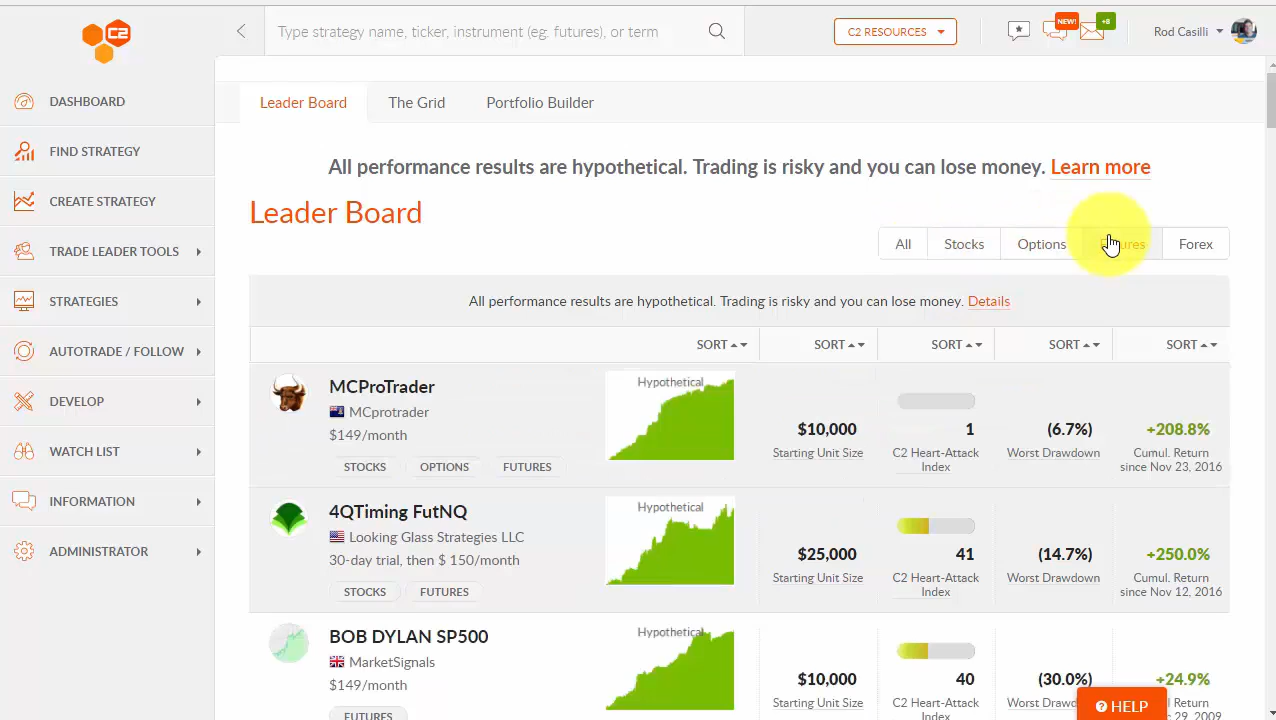 C2
Type strategy name, ticker, instrument (eg: futures), or term
C2 RESOURCES
NEW!
+8
Rod Casilli
DASHBOARD
FIND STRATEGY
CREATE STRATEGY
TRADE LEADER TOOLS
STRATEGIES
AUTOTRADE / FOLLOW
DEVELOP
WATCH LIST
INFORMATION
ADMINISTRATOR
Leader Board
The Grid
Portfolio Builder
All performance results are hypothetical. Trading is risky and you can lose money. Learn more
Leader Board
All
Stocks
Options
Futures
Forex
All performance results are hypothetical. Trading is risky and you can lose money. Details
SORT
SORT
SORT
SORT
SORT
MCProTrader
MCprotrader
$149/month
STOCKS
OPTIONS
FUTURES
Hypothetical
$10,000
Starting Unit Size
1
C2 Heart-Attack
Index
(6.7%)
Worst Drawdown
+208.8%
Cumul. Return
since Nov 23, 2016
4QTiming FutNQ
Looking Glass Strategies LLC
30-day trial, then $ 150/month
STOCKS
FUTURES
Hypothetical
$25,000
Starting Unit Size
41
C2 Heart-Attack
Index
(14.7%)
Worst Drawdown
+250.0%
Cumul. Return
since Nov 12, 2016
BOB DYLAN SP500
MarketSignals
$149/month
FUTURES
Hypothetical
$10,000
Starting Unit Size
40
C2 Heart-Attack
Index
(30.0%)
Worst
+24.9%
29, 2009
HELP